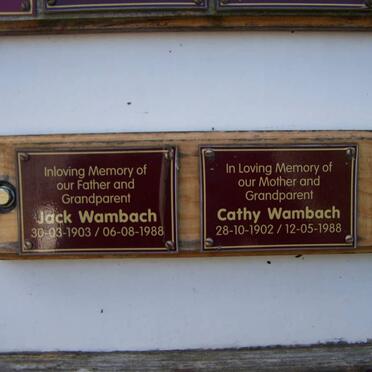 Inloving Memory of
our Father and
Grandparent
Jack Wambach
30-03-1903 / 06-08-1988
In Loving Memory of
our Mother and
Grandparent
Cathy Wambach
28-10-1902 / 12-05-1988